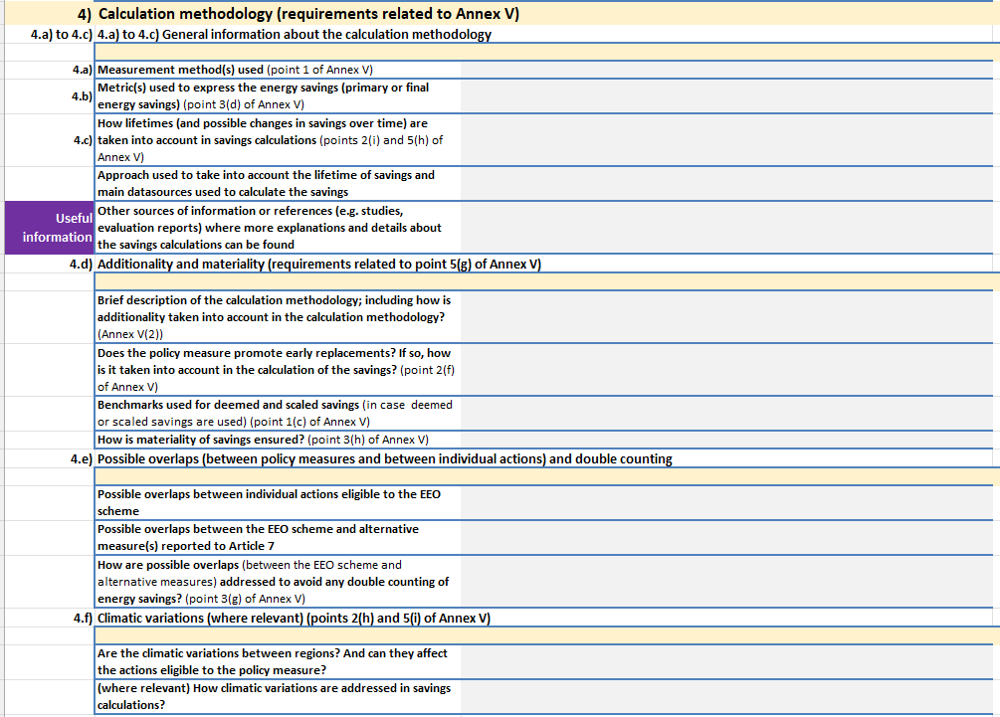 4) Calculation methodology (requirements related to Annex V)
4.a) to 4.c) 4.a) to 4.c) General information about the calculation methodology
4.a) Measurement method(s) used (point 1 of Annex V)
4.b) Metric(s) used to express the energy savings (primary or final
energy savings) (point 3(d) of Annex V)
How lifetimes (and possible changes in savings over time) are
4.c) taken into account in savings calculations (points 2(i) and 5(h) of
Annex V)
Approach used to take into account the lifetime of savings and
main datasources used to calculate the savings
Useful
information
Other sources of information or references (e.g. studies,
evaluation reports) where more explanations and details about
the savings calculations can be found
4.d) Additionality and materiality (requirements related to point 5(g) of Annex V)
Brief description of the calculation methodology; including how is
additionality taken into account in the calculation methodology?
(Annex V(2))
Does the policy measure promote early replacements? If so, how
is it taken into account in the calculation of the savings? (point 2(f)
of Annex V)
Benchmarks used for deemed and scaled savings (in case  deemed
or scaled savings are used) (point 1(c) of Annex V)
How is materiality of savings ensured? (point 3(h) of Annex V)
4.e) Possible overlaps (between policy measures and between individual actions) and double counting
Possible overlaps between individual actions eligible to the EEO
scheme
Possible overlaps between the EEO scheme and alternative
measure(s) reported to Article 7
How are possible overlaps (between the EEO scheme and
alternative measures) addressed to avoid any double counting of
energy savings? (point 3(g) of Annex V)
4.f) Climatic variations (where relevant) (points 2(h) and 5(i) of Annex V)
Are the climatic variations between regions? And can they affect
the actions eligible to the policy measure?
(where relevant) How climatic variations are addressed in savings
calculations?